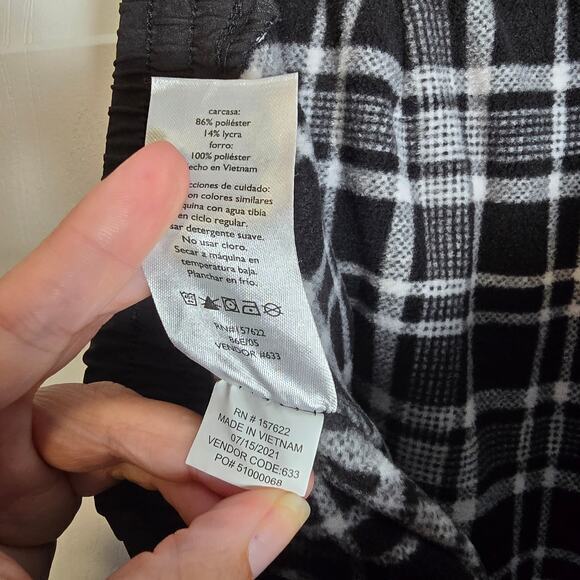 carcasa:
86% poliéster
14% lycra
forro:
100% poliéster
echo en Vietnam
cciones de cuidado:
on colores similares
quina con agua tibia
en ciclo regular.
sar detergente suave.
No usar cloro.
Secar a máquina en
temperatura baja.
Planchar en frío.
RN#157622
86E/05
VENDOR #633
RN # 157622
MADE IN VIETNAM
07/15/2021
VENDOR CODE:633
PO# 51000068